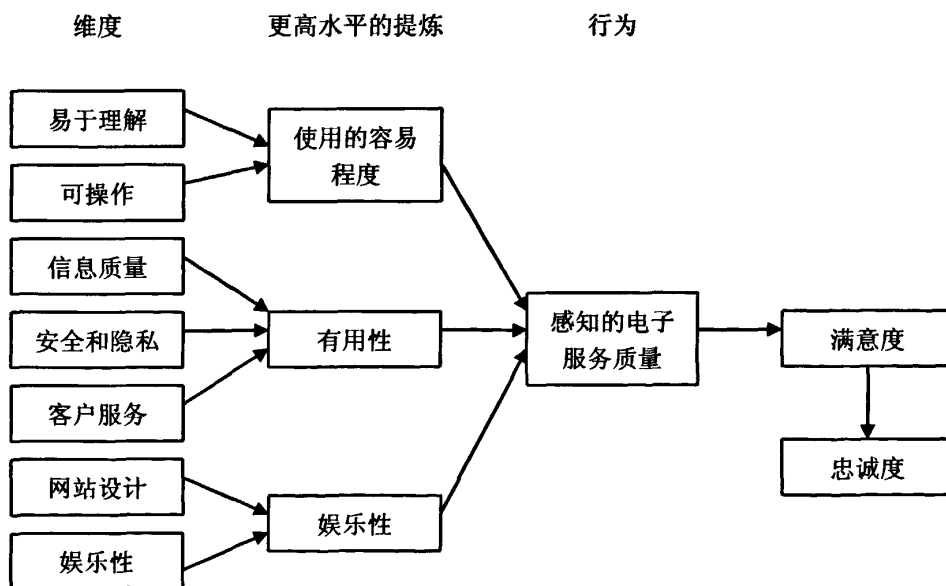 维度
更高水平的提炼
行为
易于理解
可操作
信息质量
安全和隐私
客户服务
网站设计
娱乐性
使用的容易
程度
有用性
娱乐性
感知的电子
服务质量
满意度
忠诚度